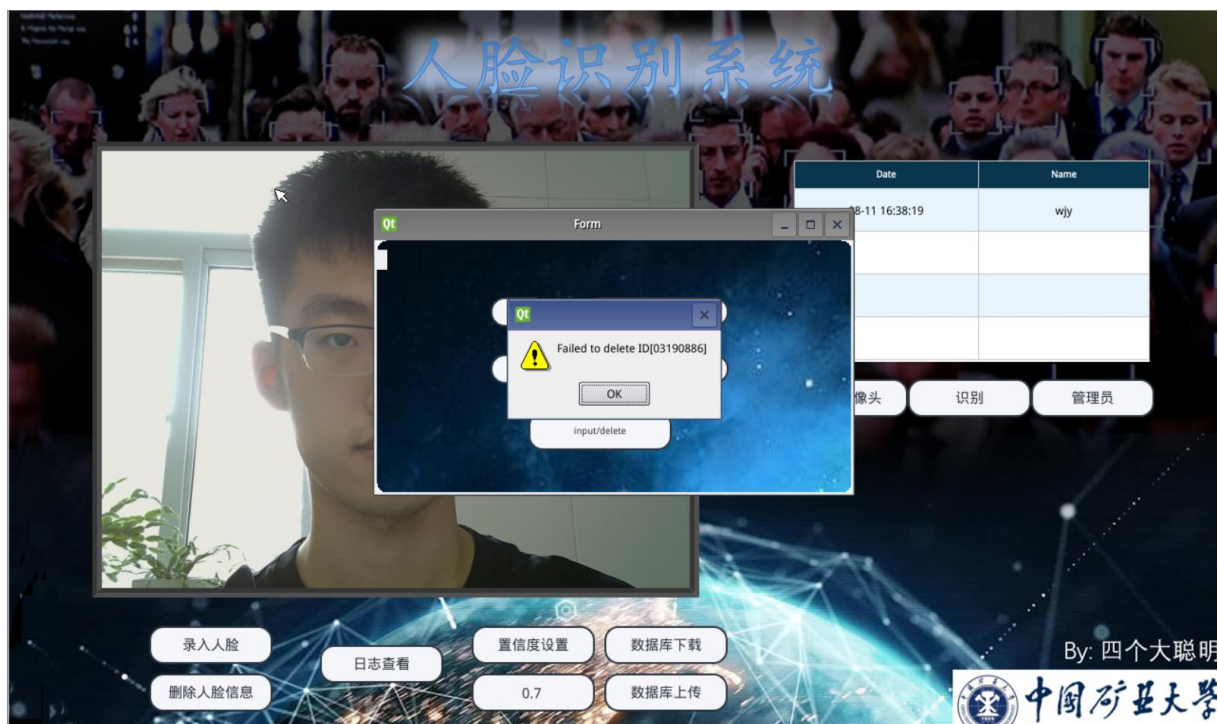 人脸识别系统
Date Name
08-11 16:38:19 wjy
Form
Failed to delete ID[03190886]
OK
input/delete
像头 识别 管理员
录入人脸
日志查看
置信度设置 数据库下载
删除人脸信息
0.7 数据库上传
By: 四个大聪明
中国矿业大学